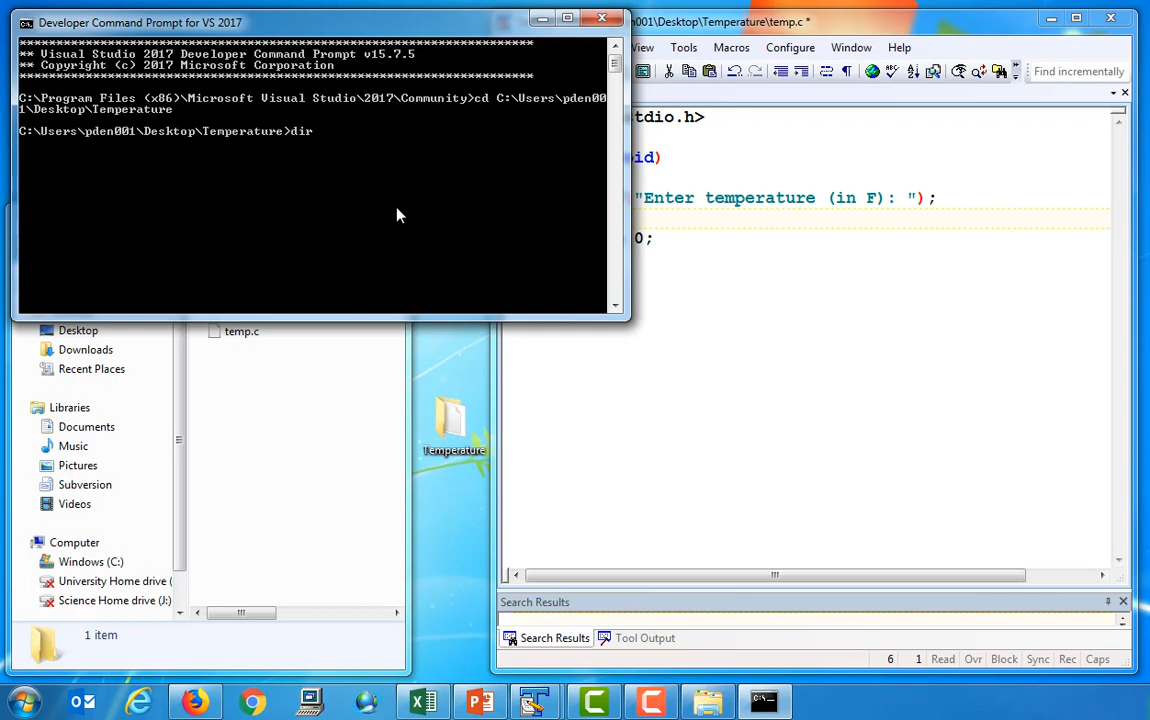 Developer Command Prompt for VS 2017
**********************************************************************
** Visual Studio 2017 Developer Command Prompt v15.7.5
** Copyright (c) 2017 Microsoft Corporation
**********************************************************************
C:\Program Files (x86)\Microsoft Visual Studio\2017\Community>cd C:\Users\pden00
1\Desktop\Temperature
C:\Users\pden001\Desktop\Temperature>dir
n001\Desktop\Temperature\temp.c *
View Tools Macros Configure Window Help
Find incrementally
tdio.h>
id)
"Enter temperature (in F): ");
0;
Desktop
Downloads
Recent Places
Libraries
Documents
Music
Pictures
Subversion
Videos
Computer
Windows (C:)
University Home drive (
Science Home drive (J:)
temp.c
1 item
Temperature
Search Results
Search Results Tool Output
6 1 Read Ovr Block Sync Rec Caps